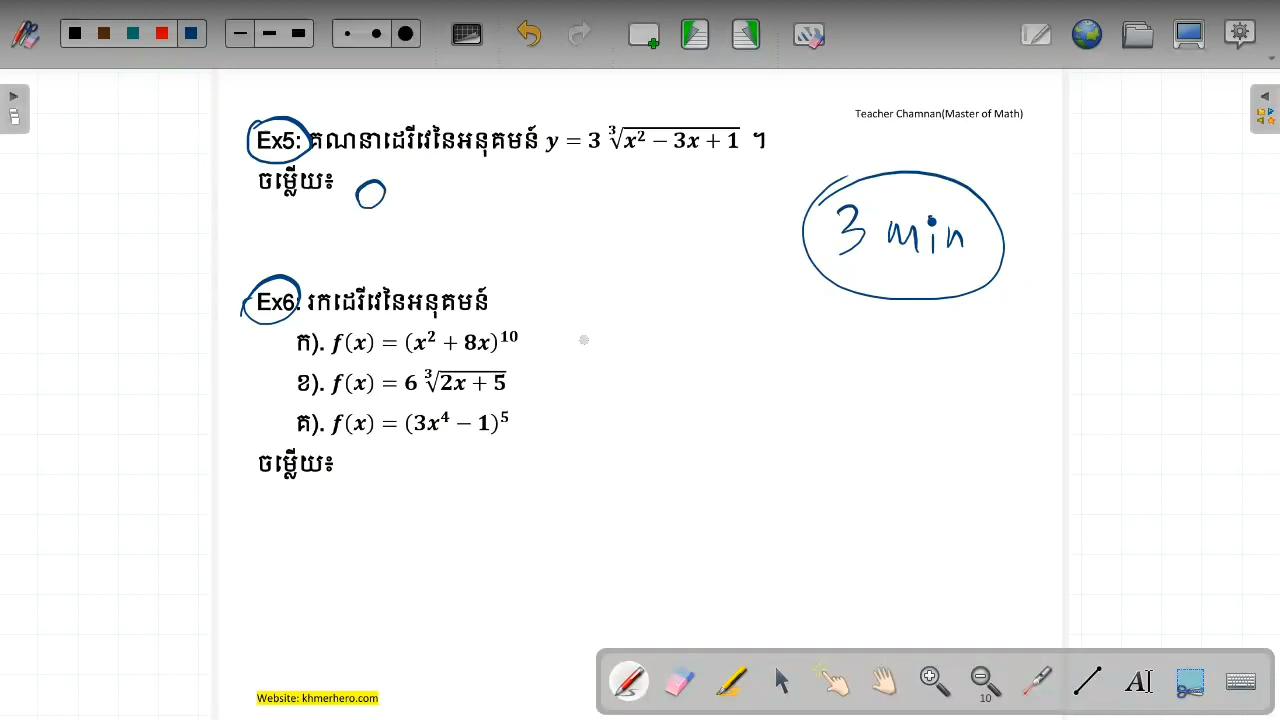 Teacher Chamnan(Master of Math)
Ex5: គណនាដេរីវេនៃអនុគមន៍ y = 3 ∛(x² − 3x + 1) ។
ចម្លើយ៖
3 min
Ex6: រកដេរីវេនៃអនុគមន៍
ក). f(x) = (x² + 8x)¹⁰
ខ). f(x) = 6 ∛(2x + 5)
គ). f(x) = (3x⁴ − 1)⁵
ចម្លើយ៖
Website: khmerhero.com
10